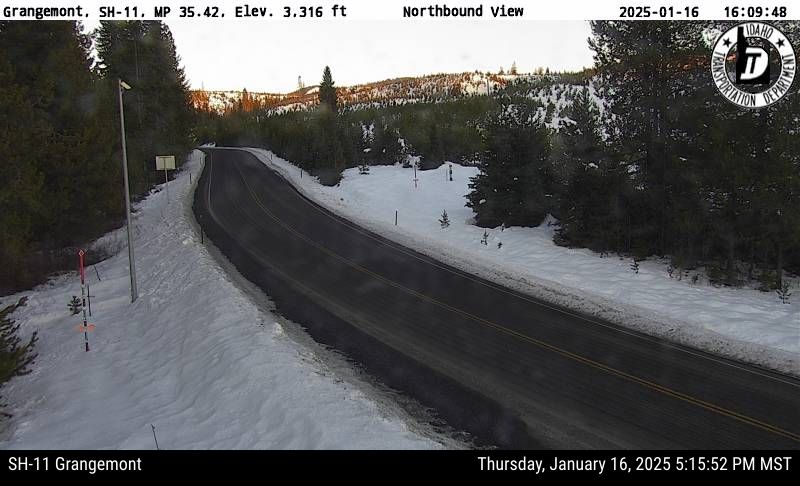 Grangemont, SH-11, MP 35.42, Elev. 3,316 ft Northbound View 2025-01-16 16:09:48
IDAHO
TRANSPORTATION DEPARTMENT
SH-11 Grangemont Thursday, January 16, 2025 5:15:52 PM MST